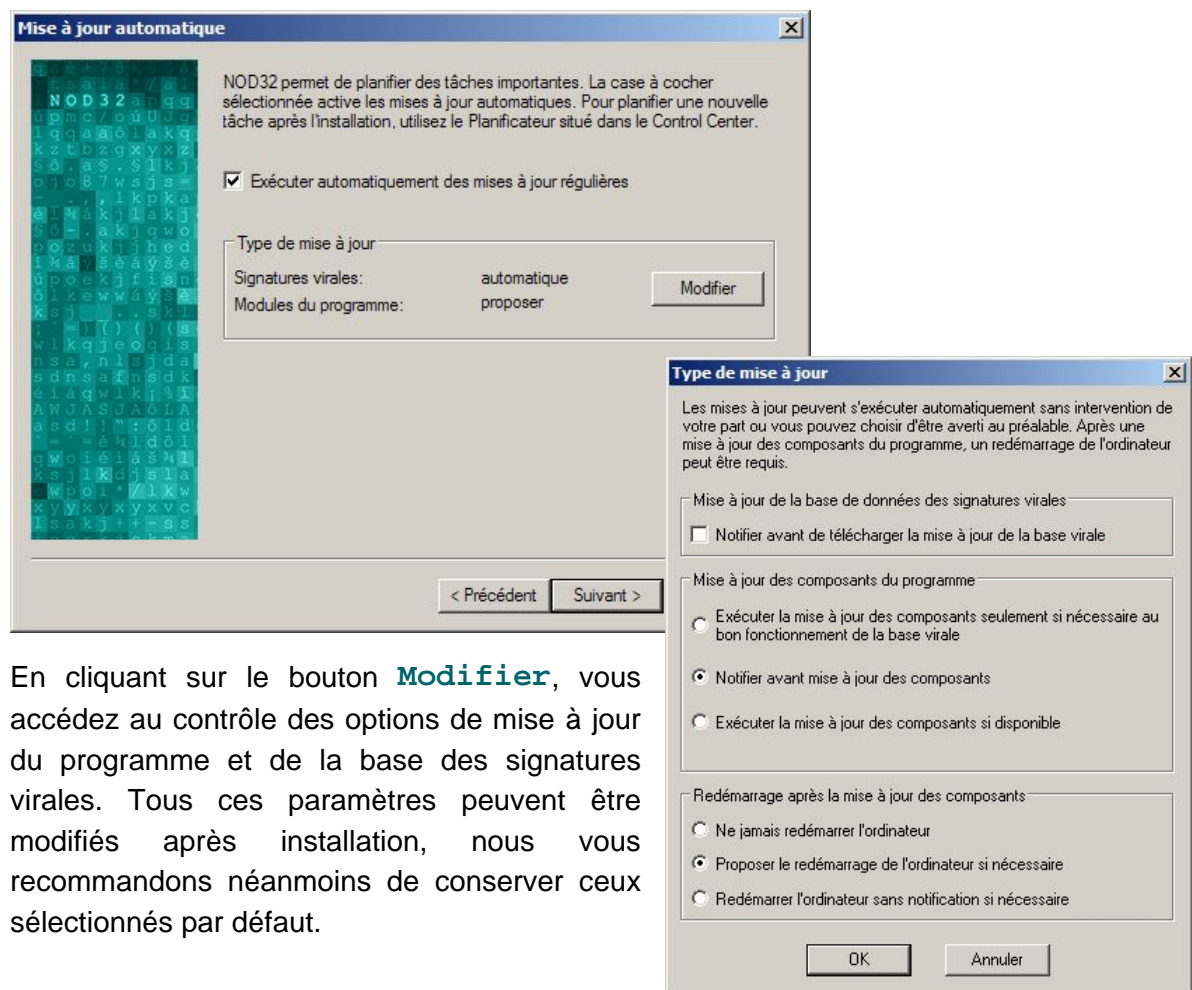 Mise à jour automatique
NOD32
NOD32 permet de planifier des tâches importantes. La case à cocher
sélectionnée active les mises à jour automatiques. Pour planifier une nouvelle
tâche après l'installation, utilisez le Planificateur situé dans le Control Center.
Exécuter automatiquement des mises à jour régulières
Type de mise à jour
Signatures virales: automatique
Modules du programme: proposer
Modifier
< Précédent
Suivant >
Type de mise à jour
Les mises à jour peuvent s'exécuter automatiquement sans intervention de
votre part ou vous pouvez choisir d'être averti au préalable. Après une
mise à jour des composants du programme, un redémarrage de l'ordinateur
peut être requis.
Mise à jour de la base de données des signatures virales
Notifier avant de télécharger la mise à jour de la base virale
Mise à jour des composants du programme
Exécuter la mise à jour des composants seulement si nécessaire au
bon fonctionnement de la base virale
Notifier avant mise à jour des composants
Exécuter la mise à jour des composants si disponible
Redémarrage après la mise à jour des composants
Ne jamais redémarrer l'ordinateur
Proposer le redémarrage de l'ordinateur si nécessaire
Redémarrer l'ordinateur sans notification si nécessaire
OK
Annuler
En cliquant sur le bouton Modifier, vous
accédez au contrôle des options de mise à jour
du programme et de la base des signatures
virales. Tous ces paramètres peuvent être
modifiés après installation, nous vous
recommandons néanmoins de conserver ceux
sélectionnés par défaut.